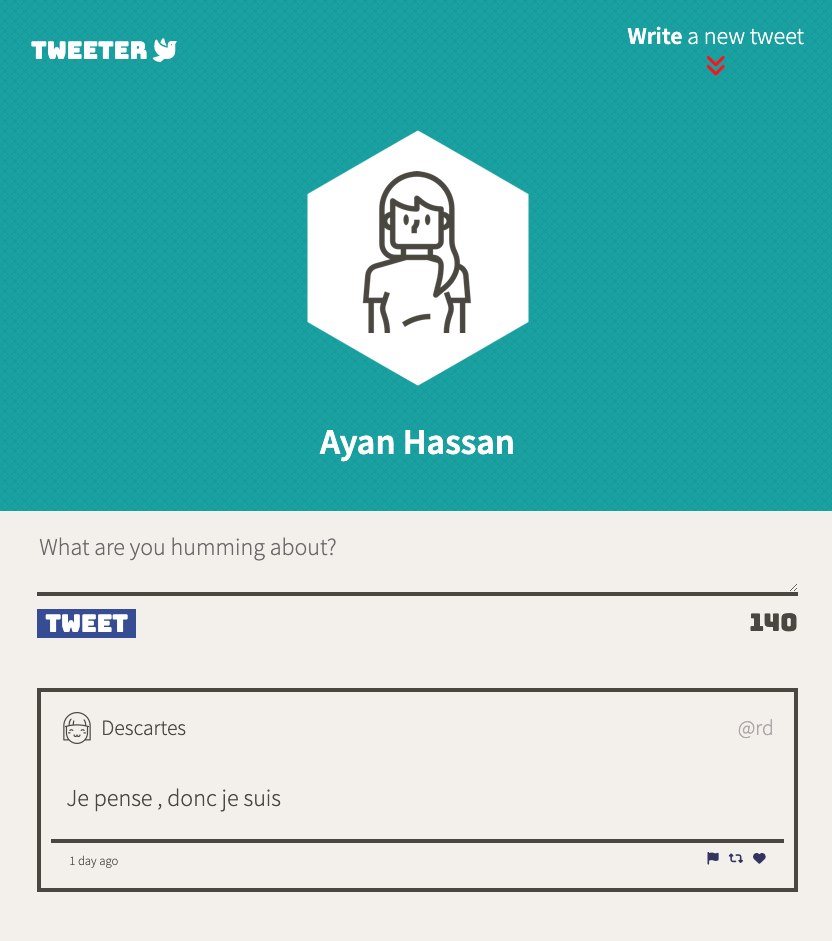 TWEETER
Write a new tweet
Ayan Hassan
What are you humming about?
TWEET
140
Descartes
@rd
Je pense , donc je suis
1 day ago